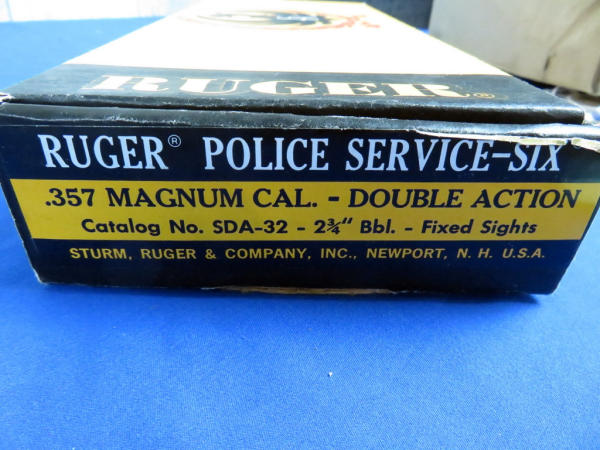 RUGER®
RUGER® POLICE SERVICE-SIX
.357 MAGNUM CAL. - DOUBLE ACTION
Catalog No. SDA-32 - 2¾" Bbl. - Fixed Sights
STURM, RUGER & COMPANY, INC., NEWPORT, N. H. U.S.A.